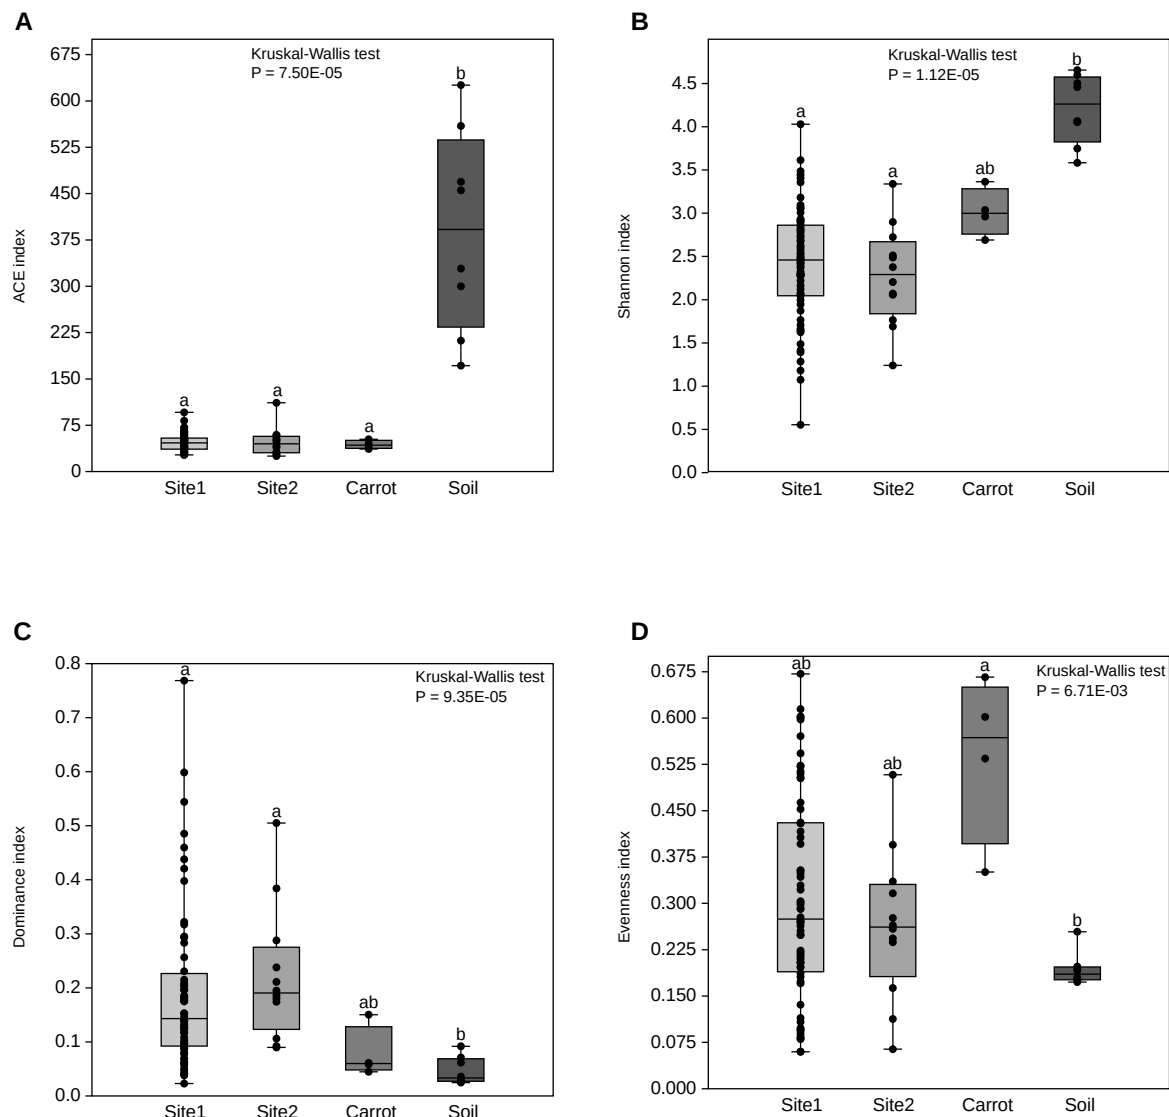 A
Kruskal-Wallis test
P = 7.50E-05
ACE index
675
600
525
450
375
300
225
150
75
0
a
a
a
b
Site1 Site2 Carrot Soil
B
Kruskal-Wallis test
P = 1.12E-05
Shannon index
4.5
4.0
3.5
3.0
2.5
2.0
1.5
1.0
0.5
0.0
a
a
ab
b
Site1 Site2 Carrot Soil
C
Kruskal-Wallis test
P = 9.35E-05
Dominance index
0.8
0.7
0.6
0.5
0.4
0.3
0.2
0.1
0.0
a
a
ab
b
Site1 Site2 Carrot Soil
D
Kruskal-Wallis test
P = 6.71E-03
Evenness index
0.675
0.600
0.525
0.450
0.375
0.300
0.225
0.150
0.075
0.000
ab
ab
a
b
Site1 Site2 Carrot Soil